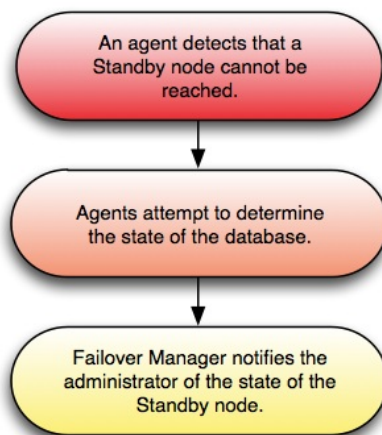 An agent detects that a
Standby node cannot be
reached.
Agents attempt to determine
the state of the database.
Failover Manager notifies the
administrator of the state of the
Standby node.